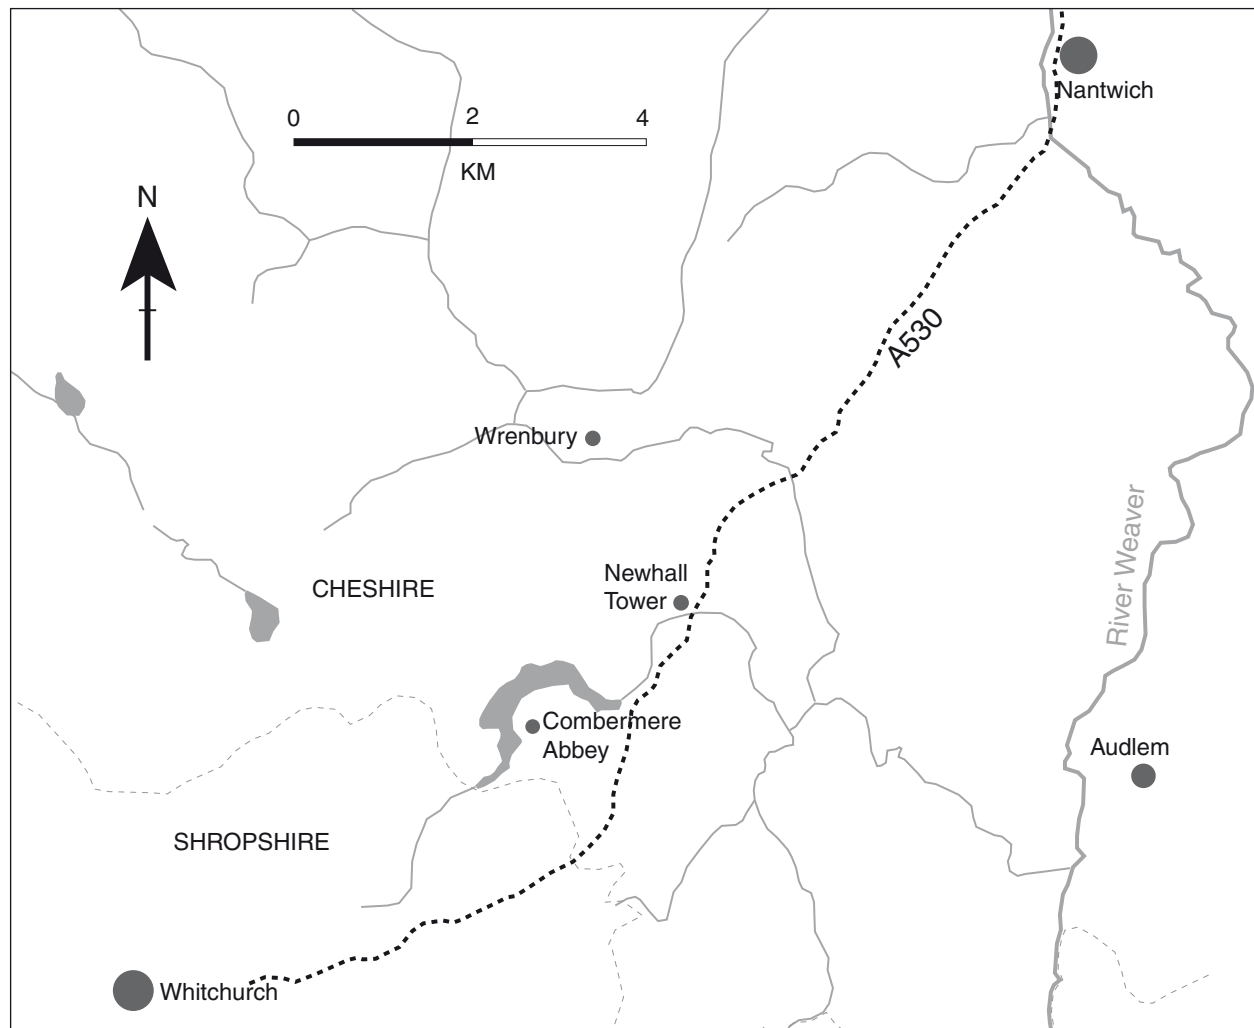 Nantwich
0 2 4
KM
N
A530
Wrenbury
River Weaver
Newhall
Tower
CHESHIRE
Combermere
Abbey
Audlem
SHROPSHIRE
Whitchurch